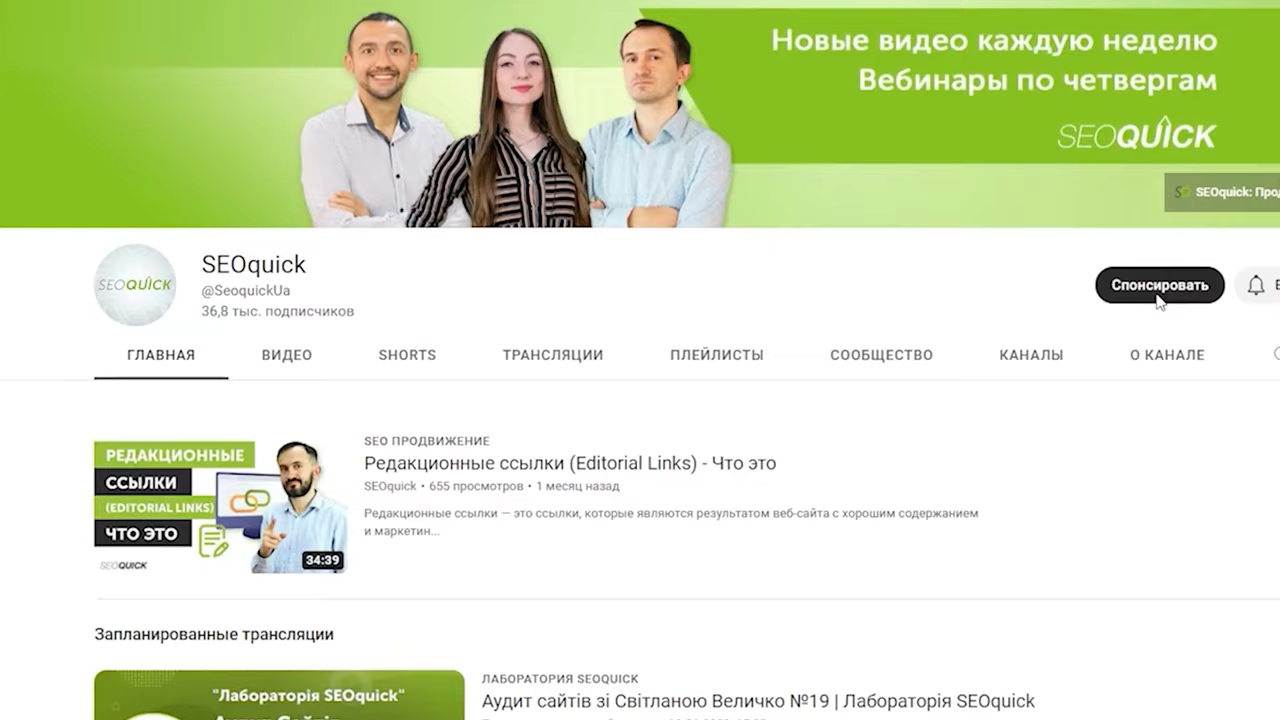 Новые видео каждую неделю
Вебинары по четвергам
SEOQUICK
SEOquick: Про
SEOQUICK
SEOquick
@SeoquickUa
36,8 тыс. подписчиков
Спонсировать
ГЛАВНАЯ
ВИДЕО
SHORTS
ТРАНСЛЯЦИИ
ПЛЕЙЛИСТЫ
СООБЩЕСТВО
КАНАЛЫ
О КАНАЛЕ
РЕДАКЦИОННЫЕ
ССЫЛКИ
(EDITORIAL LINKS)
ЧТО ЭТО
SEOQUICK
34:39
SEO ПРОДВИЖЕНИЕ
Редакционные ссылки (Editorial Links) - Что это
SEOquick • 655 просмотров • 1 месяц назад
Редакционные ссылки — это ссылки, которые являются результатом веб-сайта с хорошим содержанием
и маркетин...
Запланированные трансляции
"Лабораторія SEOquick"
ЛАБОРАТОРИЯ SEOQUICK
Аудит сайтів зі Світланою Величко №19 | Лабораторія SEOquick